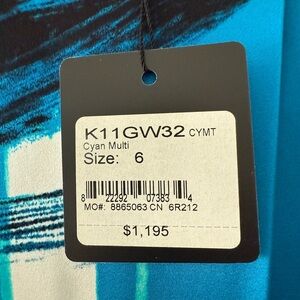 K11GW32 CYMT
Cyan Multi
Size: 6
8 22292 07383 4
MO#: 8865063 CN 6R212
$1,195